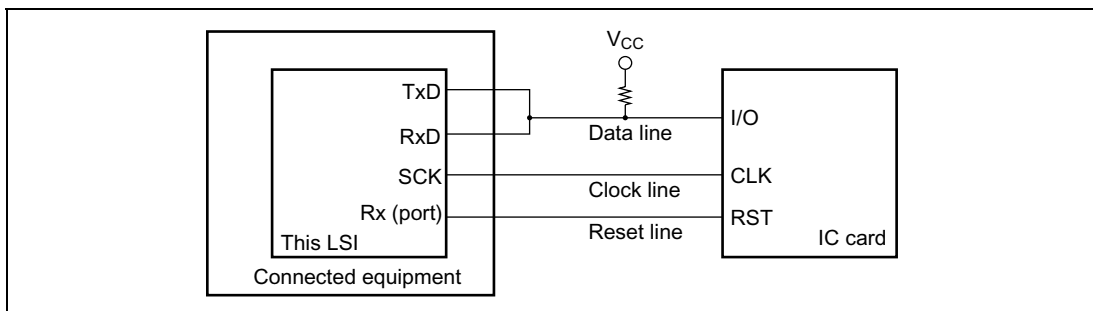 VCC
TxD
RxD
SCK
Rx (port)
This LSI
Connected equipment
Data line
Clock line
Reset line
I/O
CLK
RST
IC card